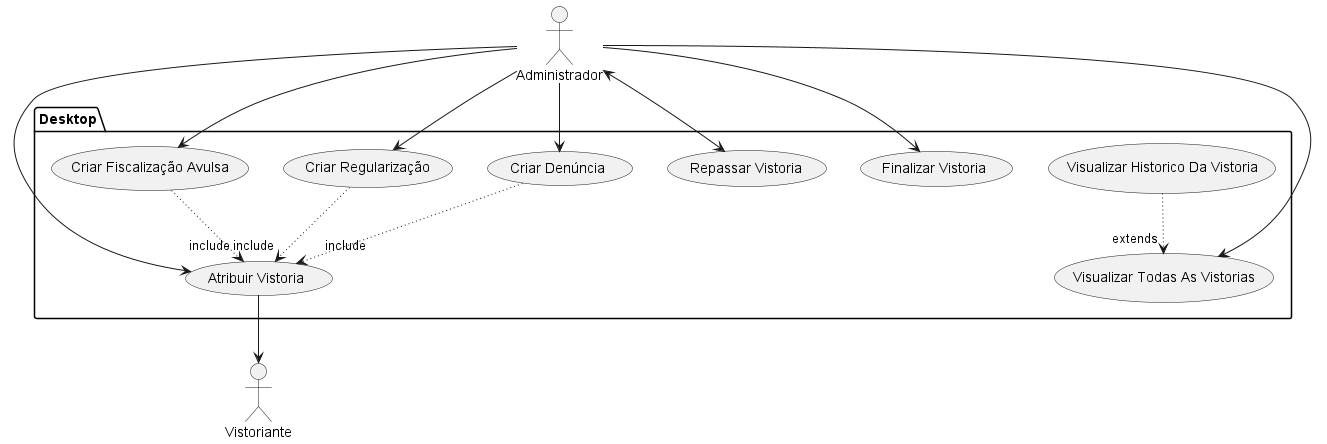 Administrador
Desktop
Criar Fiscalização Avulsa
Criar Regularização
Criar Denúncia
Repassar Vistoria
Finalizar Vistoria
Visualizar Historico Da Vistoria
include
include
include
extends
Atribuir Vistoria
Visualizar Todas As Vistorias
Vistoriante